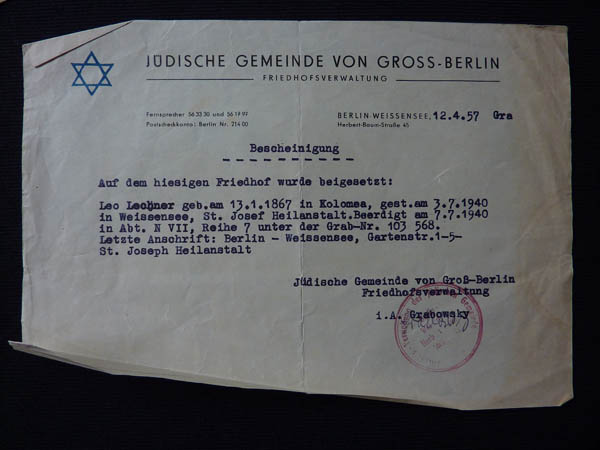 JÜDISCHE GEMEINDE VON GROSS-BERLIN
FRIEDHOFSVERWALTUNG
Fernsprecher 56 33 30 und 56 19 97
Postscheckkonto: Berlin Nr. 214 00
BERLIN-WEISSENSEE, 12.4.57 Gra
Herbert-Baum-Straße 45
Bescheinigung
Auf dem hiesigen Friedhof wurde beigesetzt:
Leo Lechner geb.am 13.1.1867 in Kolomea, gest.am 3.7.1940
in Weissensee, St. Josef Heilanstalt.Beerdigt am 7.7.1940
in Abt. N VII, Reihe 7 unter der Grab-Nr. 103 568.
Letzte Anschrift: Berlin - Weissensee, Gartenstr.1-5-
St. Joseph Heilanstalt
Jüdische Gemeinde von Groß-Berlin
Friedhofsverwaltung
i.A. Grabowsky